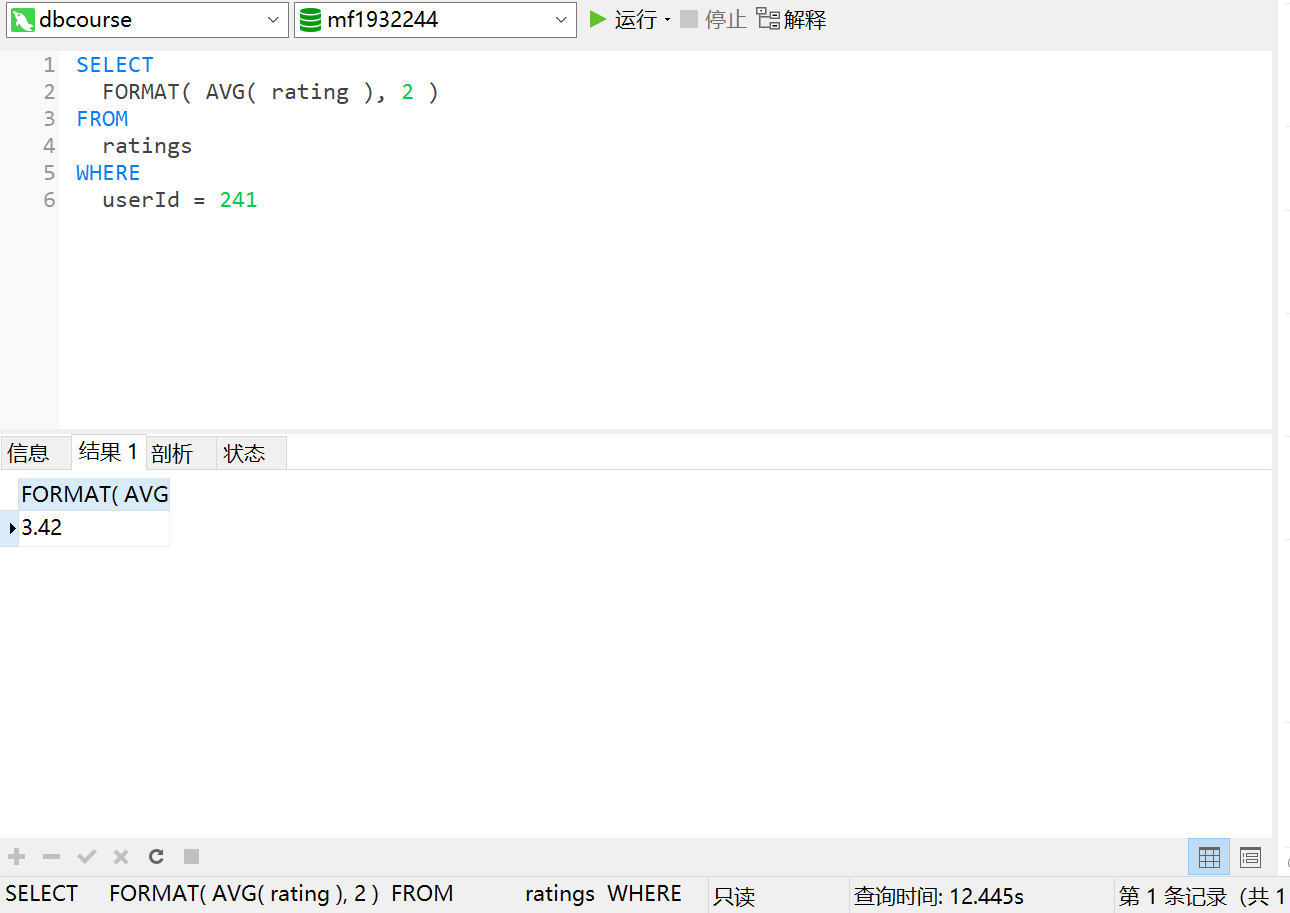 dbcourse mf1932244 运行 停止 解释
1 SELECT
2 FORMAT( AVG( rating ), 2 )
3 FROM
4 ratings
5 WHERE
6 userId = 241
信息 结果 1 剖析 状态
FORMAT( AVG
3.42
SELECT FORMAT( AVG( rating ), 2 ) FROM ratings WHERE 只读 查询时间: 12.445s 第 1 条记录 (共 1